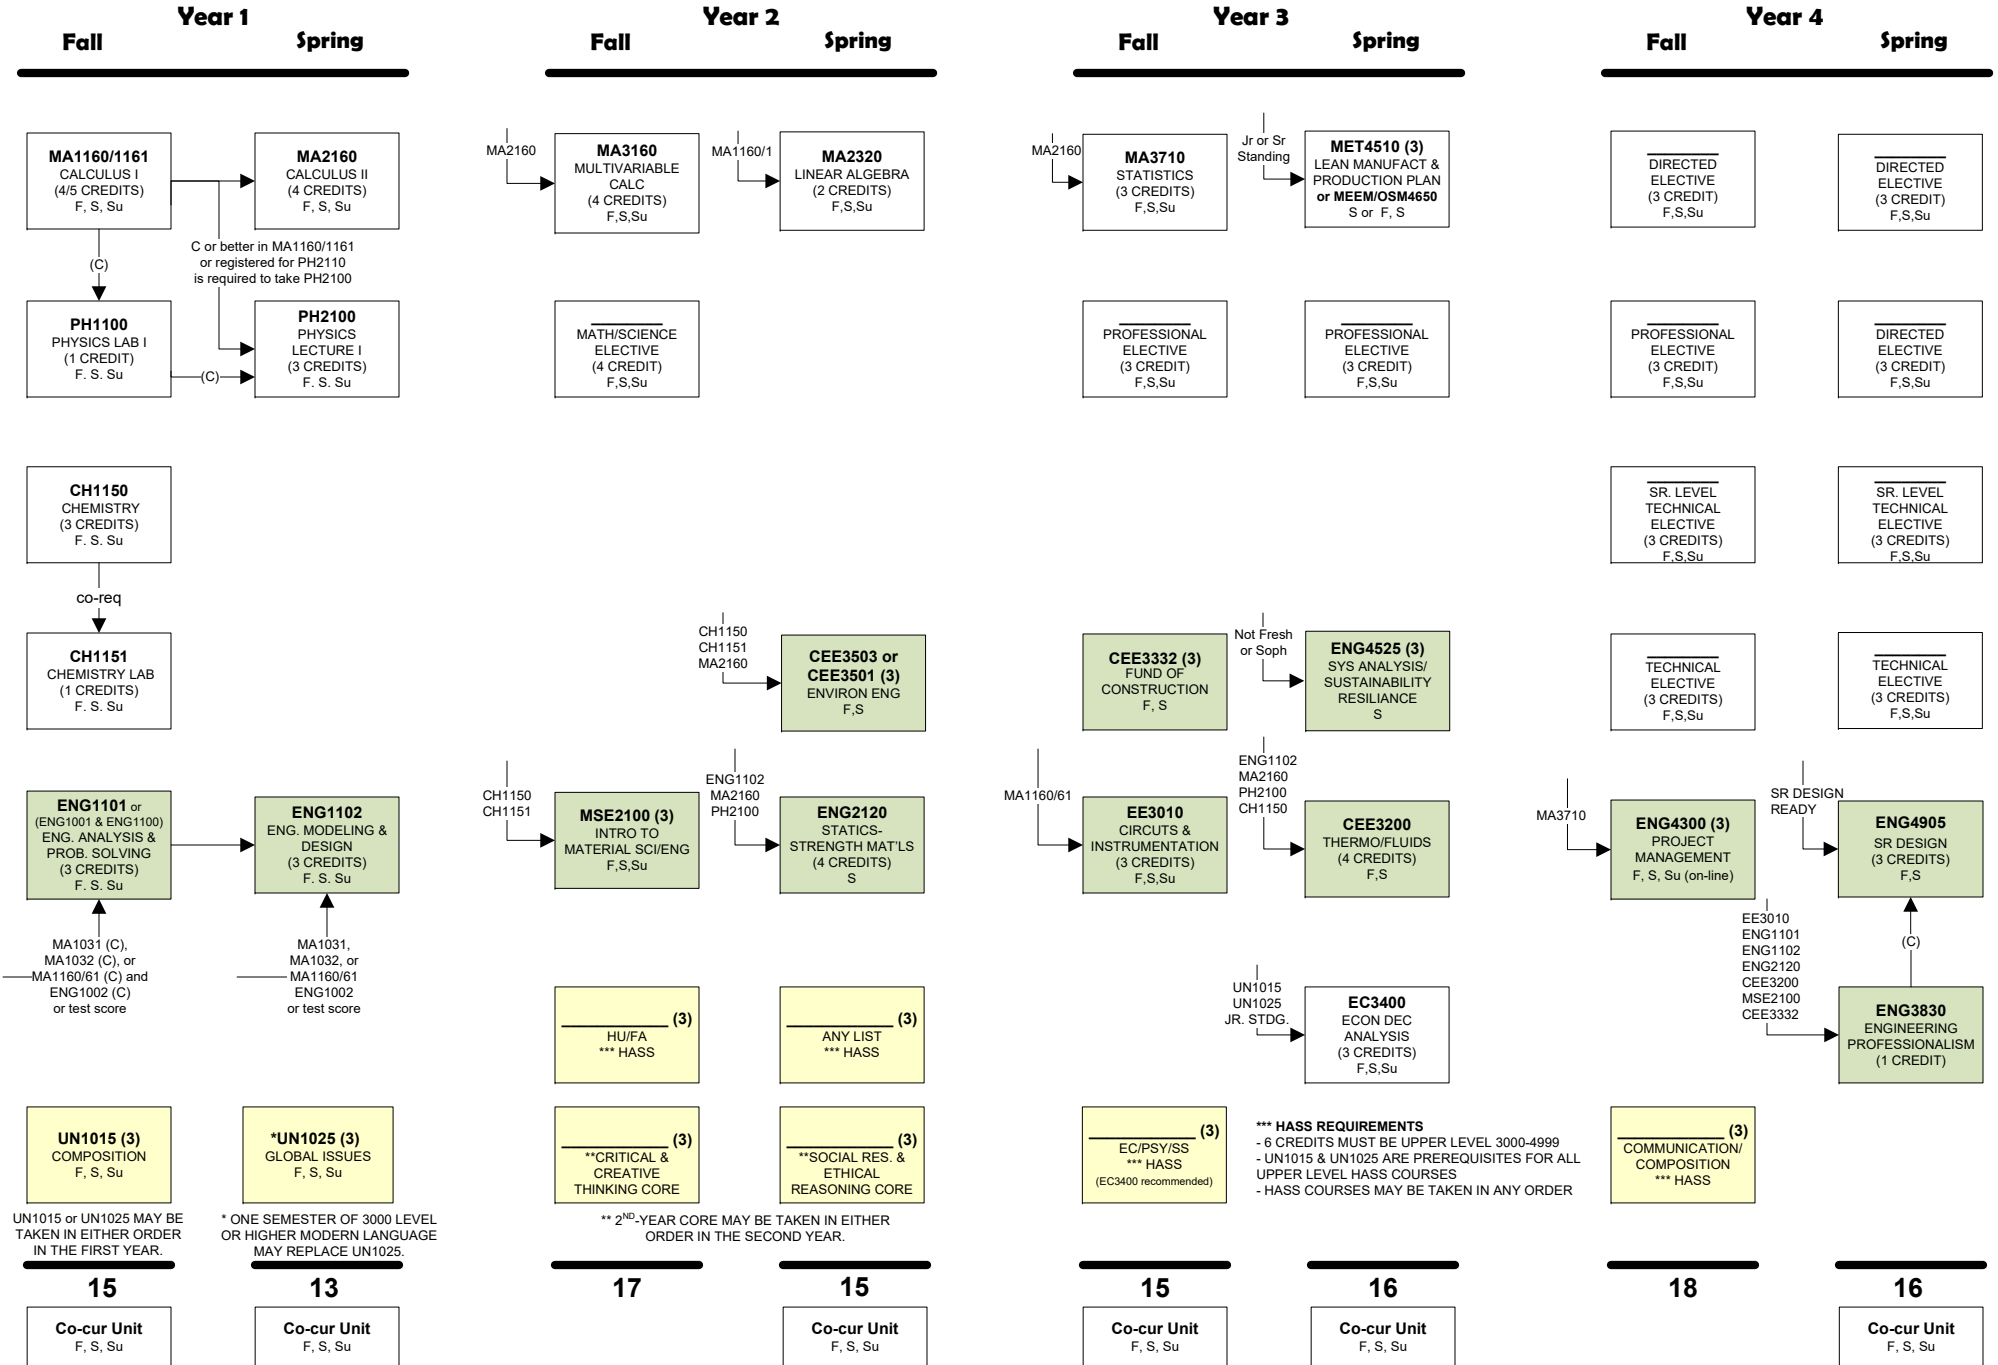 Year 1
Fall
Spring
Year 2
Fall
Spring
Year 3
Fall
Spring
Year 4
Fall
Spring
MA1160/1161
CALCULUS I
(4/5 CREDITS)
F, S, Su
MA2160
CALCULUS II
(4 CREDITS)
F, S, Su
MA2160
MA3160
MULTIVARIABLE
CALC
(4 CREDITS)
F,S,Su
MA1160/1
MA2320
LINEAR ALGEBRA
(2 CREDITS)
F,S,Su
MA2160
MA3710
STATISTICS
(3 CREDITS)
F,S,Su
Jr or Sr
Standing
MET4510 (3)
LEAN MANUFACT &
PRODUCTION PLAN
or MEEM/OSM4650
S or F, S
DIRECTED
ELECTIVE
(3 CREDIT)
F,S,Su
DIRECTED
ELECTIVE
(3 CREDIT)
F,S,Su
(C)
C or better in MA1160/1161
or registered for PH2110
is required to take PH2100
PH1100
PHYSICS LAB I
(1 CREDIT)
F. S. Su
(C)
PH2100
PHYSICS
LECTURE I
(3 CREDITS)
F. S. Su
MATH/SCIENCE
ELECTIVE
(4 CREDIT)
F,S,Su
PROFESSIONAL
ELECTIVE
(3 CREDIT)
F,S,Su
PROFESSIONAL
ELECTIVE
(3 CREDIT)
F,S,Su
PROFESSIONAL
ELECTIVE
(3 CREDIT)
F,S,Su
DIRECTED
ELECTIVE
(3 CREDIT)
F,S,Su
CH1150
CHEMISTRY
(3 CREDITS)
F. S. Su
SR. LEVEL
TECHNICAL
ELECTIVE
(3 CREDITS)
F,S,Su
SR. LEVEL
TECHNICAL
ELECTIVE
(3 CREDITS)
F,S,Su
co-req
CH1151
CHEMISTRY LAB
(1 CREDITS)
F. S. Su
CH1150
CH1151
MA2160
CEE3503 or
CEE3501 (3)
ENVIRON ENG
F,S
CEE3332 (3)
FUND OF
CONSTRUCTION
F, S
Not Fresh
or Soph
ENG4525 (3)
SYS ANALYSIS/
SUSTAINABILITY
RESILIANCE
S
TECHNICAL
ELECTIVE
(3 CREDITS)
F,S,Su
TECHNICAL
ELECTIVE
(3 CREDITS)
F,S,Su
ENG1101 or
(ENG1001 & ENG1100)
ENG. ANALYSIS &
PROB. SOLVING
(3 CREDITS)
F. S. Su
ENG1102
ENG. MODELING &
DESIGN
(3 CREDITS)
F. S. Su
CH1150
CH1151
MSE2100 (3)
INTRO TO
MATERIAL SCI/ENG
F,S,Su
ENG1102
MA2160
PH2100
ENG2120
STATICS-
STRENGTH MAT'LS
(4 CREDITS)
S
MA1160/61
EE3010
CIRCUTS &
INSTRUMENTATION
(3 CREDITS)
F,S,Su
ENG1102
MA2160
PH2100
CH1150
CEE3200
THERMO/FLUIDS
(4 CREDITS)
F,S
MA3710
ENG4300 (3)
PROJECT
MANAGEMENT
F, S, Su (on-line)
SR DESIGN
READY
ENG4905
SR DESIGN
(3 CREDITS)
F,S
MA1031 (C),
MA1032 (C), or
MA1160/61 (C) and
ENG1002 (C)
or test score
MA1031,
MA1032, or
MA1160/61
ENG1002
or test score
EE3010
ENG1101
ENG1102
ENG2120
CEE3200
MSE2100
CEE3332
(C)
ENG3830
ENGINEERING
PROFESSIONALISM
(1 CREDIT)
(3)
HU/FA
*** HASS
(3)
ANY LIST
*** HASS
UN1015
UN1025
JR. STDG.
EC3400
ECON DEC
ANALYSIS
(3 CREDITS)
F,S,Su
UN1015 (3)
COMPOSITION
F, S, Su
*UN1025 (3)
GLOBAL ISSUES
F, S, Su
(3)
**CRITICAL &
CREATIVE
THINKING CORE
(3)
**SOCIAL RES. &
ETHICAL
REASONING CORE
(3)
EC/PSY/SS
*** HASS
(EC3400 recommended)
*** HASS REQUIREMENTS
- 6 CREDITS MUST BE UPPER LEVEL 3000-4999
- UN1015 & UN1025 ARE PREREQUISITES FOR ALL
UPPER LEVEL HASS COURSES
- HASS COURSES MAY BE TAKEN IN ANY ORDER
(3)
COMMUNICATION/
COMPOSITION
*** HASS
UN1015 or UN1025 MAY BE
TAKEN IN EITHER ORDER
IN THE FIRST YEAR.
* ONE SEMESTER OF 3000 LEVEL
OR HIGHER MODERN LANGUAGE
MAY REPLACE UN1025.
** 2ND-YEAR CORE MAY BE TAKEN IN EITHER
ORDER IN THE SECOND YEAR.
15
13
17
15
15
16
18
16
Co-cur Unit
F, S, Su
Co-cur Unit
F, S, Su
Co-cur Unit
F, S, Su
Co-cur Unit
F, S, Su
Co-cur Unit
F, S, Su
Co-cur Unit
F, S, Su